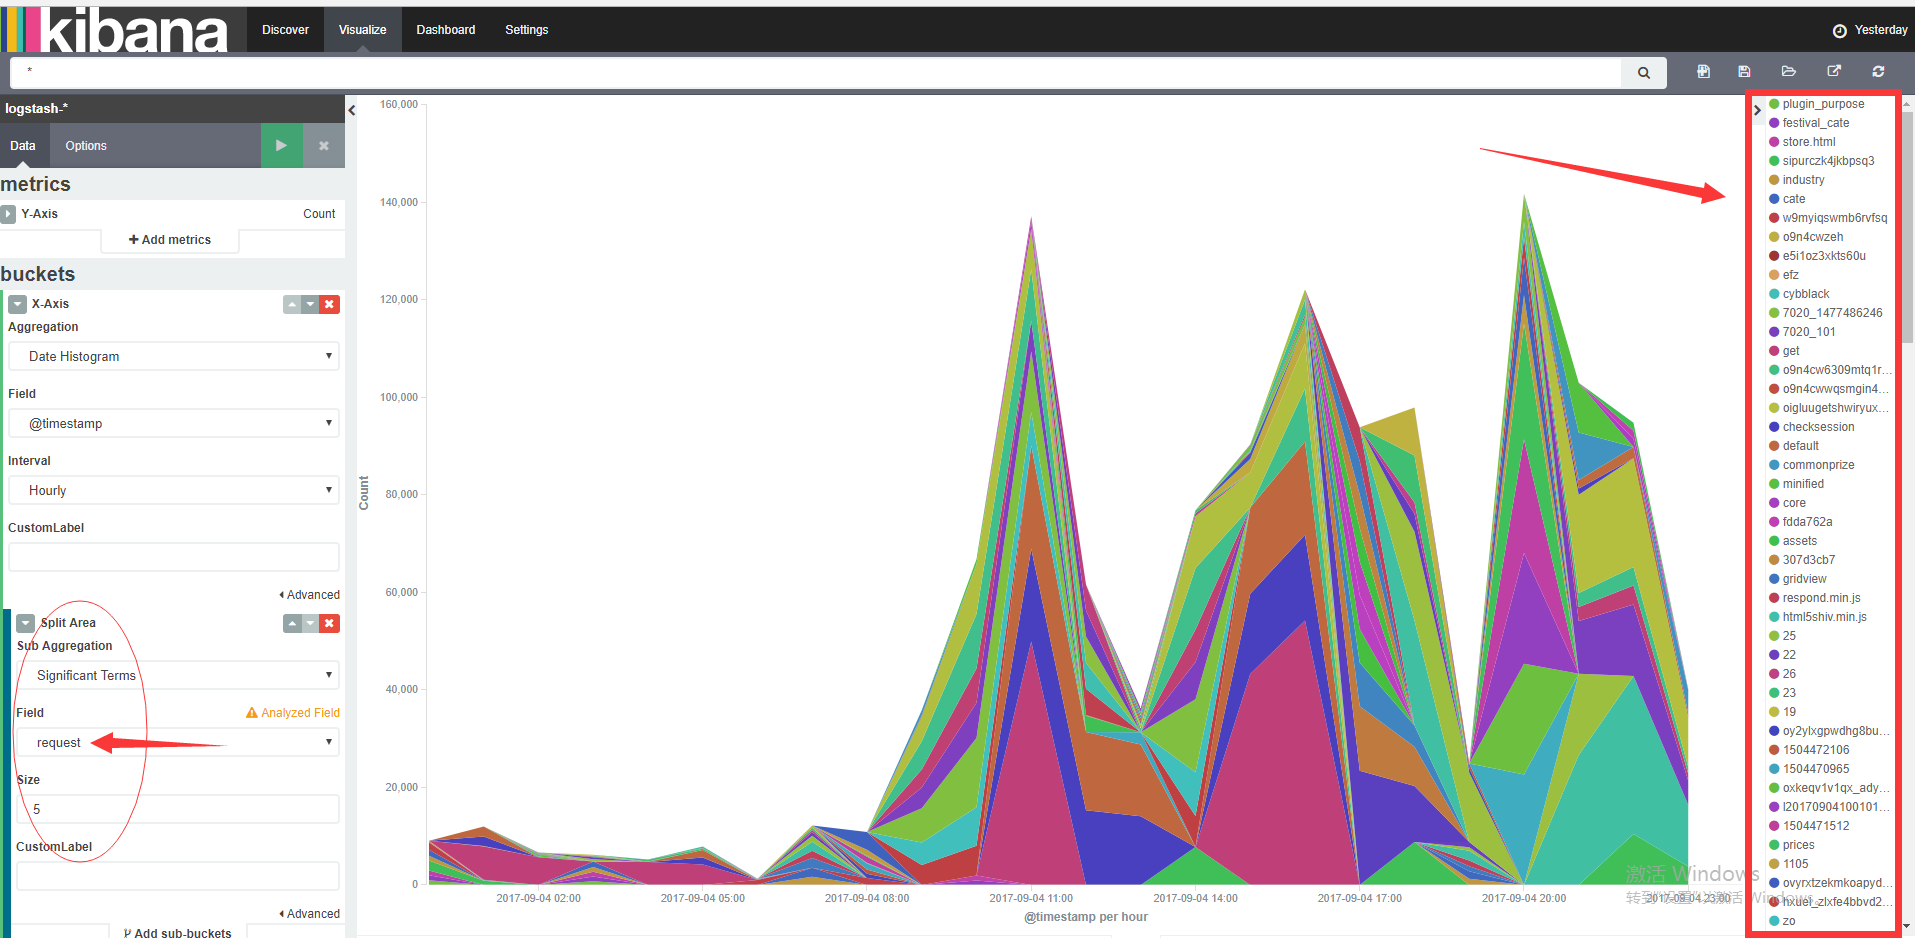 kibana
Discover
Visualize
Dashboard
Settings
Yesterday
*
logstash-*
Data
Options
metrics
Y-Axis
Count
Add metrics
buckets
X-Axis
Aggregation
Date Histogram
Field
@timestamp
Interval
Hourly
CustomLabel
Advanced
Split Area
Sub Aggregation
Significant Terms
Field
Analyzed Field
request
Size
5
CustomLabel
Advanced
Add sub-buckets
160,000
140,000
120,000
100,000
80,000
60,000
40,000
20,000
0
Count
2017-09-04 02:00
2017-09-04 05:00
2017-09-04 08:00
2017-09-04 11:00
2017-09-04 14:00
2017-09-04 17:00
2017-09-04 20:00
2017-09-04 23:00
@timestamp per hour
plugin_purpose
festival_cate
store.html
sipurczk4jkbpsq3
industry
cate
w9myiqswmb6rvfsq
o9n4cwzeh
e5i1oz3xkts60u
efz
cybblack
7020_1477486246
7020_101
get
o9n4cw6309mtq1r...
o9n4cwwqsmgin4...
oigluugetshwiryux...
checksession
default
commonprize
minified
core
fdda762a
assets
307d3cb7
gridview
respond.min.js
html5shiv.min.js
25
22
26
23
19
oy2ylxgpwdhg8bu...
1504472106
1504470965
oxkeqv1v1qx_ady...
l20170904100101...
1504471512
prices
1105
ovyrxtzekmkoapyd...
hxuei_zlxfe4bbvd2...
zo
激活 Windows
转到"设置"以激活 Windows。